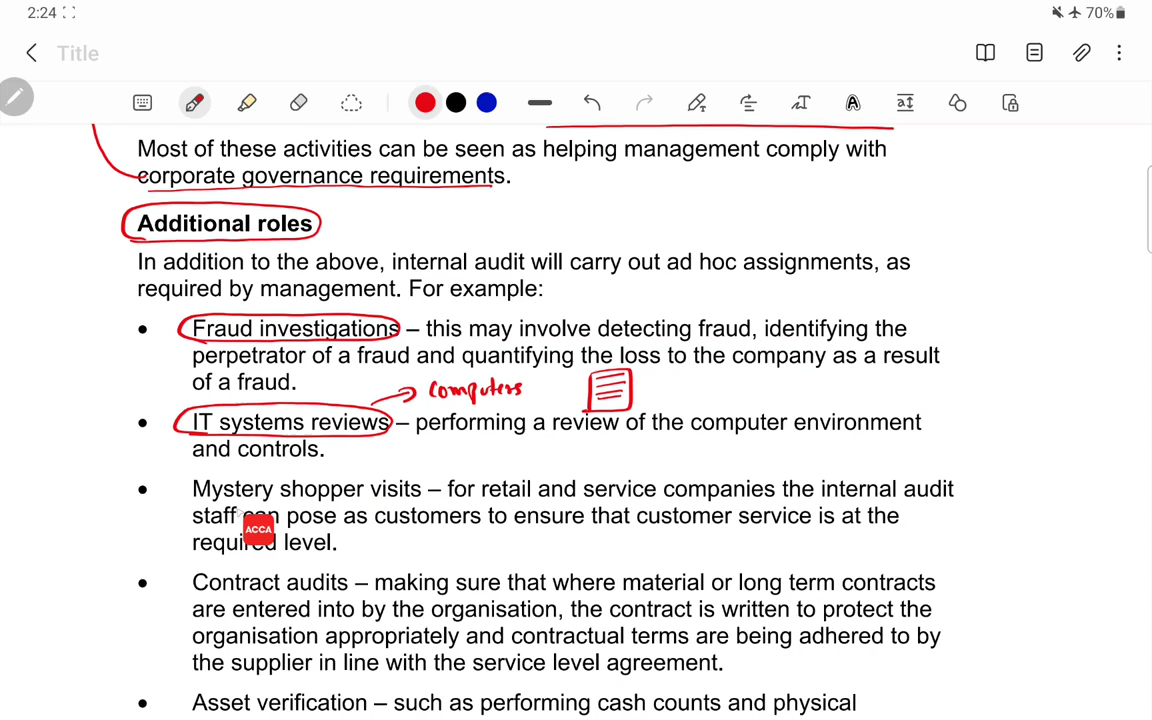 2:24
70%
Title
Most of these activities can be seen as helping management comply with
corporate governance requirements.
Additional roles
In addition to the above, internal audit will carry out ad hoc assignments, as
required by management. For example:
• Fraud investigations – this may involve detecting fraud, identifying the
perpetrator of a fraud and quantifying the loss to the company as a result
of a fraud.
computers
• IT systems reviews – performing a review of the computer environment
and controls.
• Mystery shopper visits – for retail and service companies the internal audit
staff can pose as customers to ensure that customer service is at the
ACCA
required level.
• Contract audits – making sure that where material or long term contracts
are entered into by the organisation, the contract is written to protect the
organisation appropriately and contractual terms are being adhered to by
the supplier in line with the service level agreement.
• Asset verification – such as performing cash counts and physical